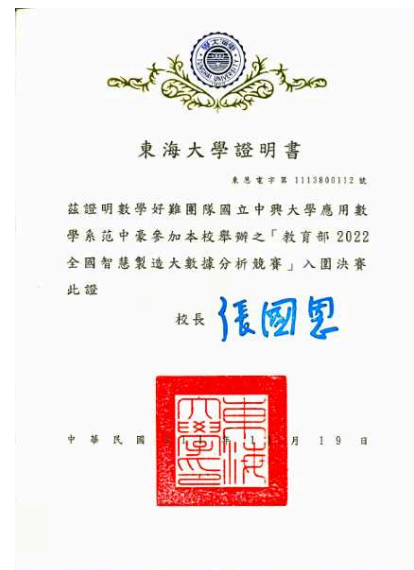 東海大學證明書
東思電字第 1113800112 號
茲證明數學好難團隊國立中興大學應用數
學系范中豪參加本校舉辦之「教育部 2022
全國智慧製造大數據分析競賽」入圍決賽
此證
校長 張國恩
中華民國 年 月 19 日
東海
大學印